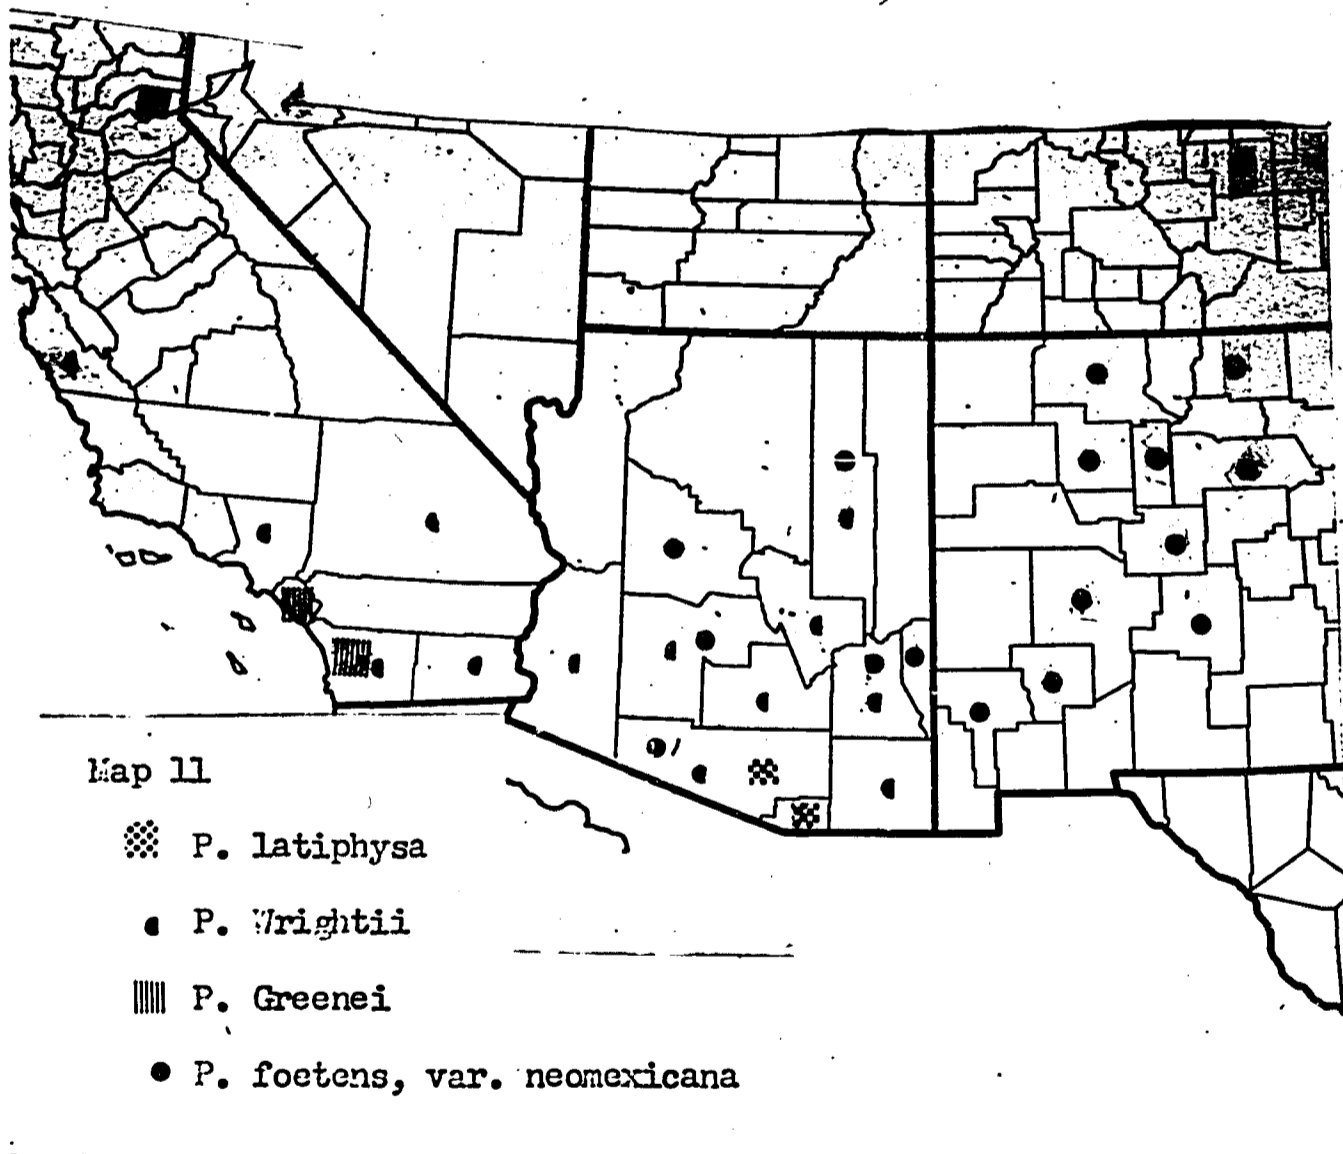 Map 11
P. latiphysa
P. Wrightii
P. Greenei
P. foetens, var. neomexicana